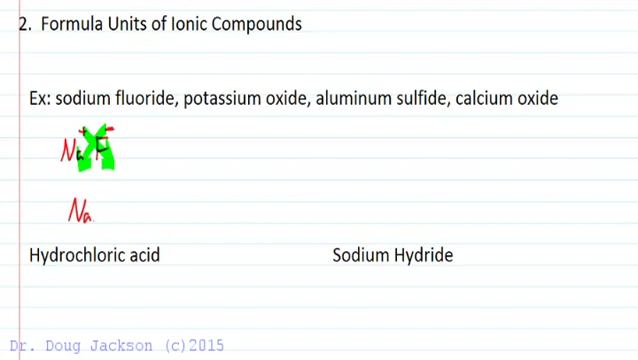 2. Formula Units of Ionic Compounds
Ex: sodium fluoride, potassium oxide, aluminum sulfide, calcium oxide
Na⁺ F⁻
Na
Hydrochloric acid Sodium Hydride
Dr. Doug Jackson (c)2015